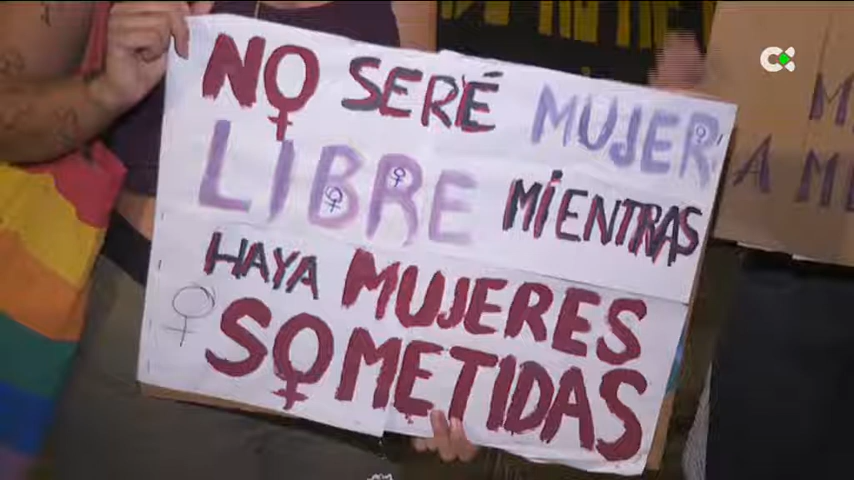 NO SERÉ MUJER
LIBRE MIENTRAS
HAYA MUJERES
SOMETIDAS